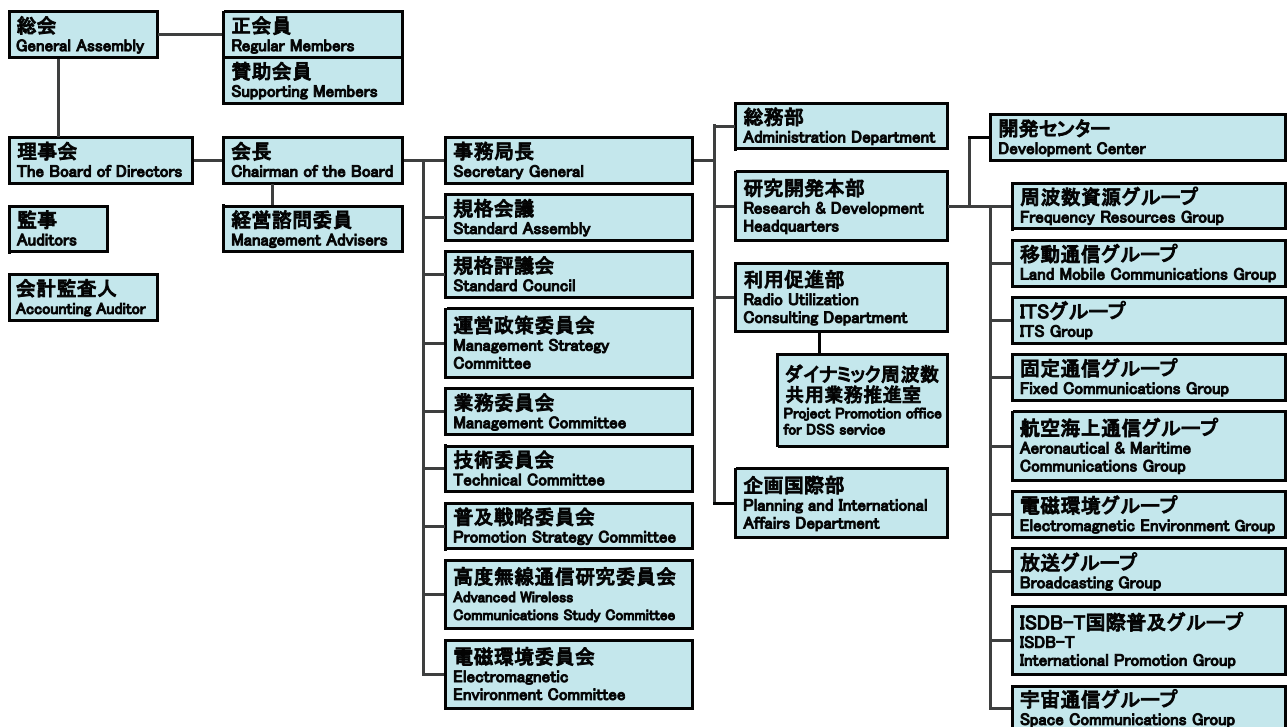 総会
General Assembly
正会員
Regular Members
賛助会員
Supporting Members
理事会
The Board of Directors
会長
Chairman of the Board
監事
Auditors
経営諮問委員
Management Advisers
会計監査人
Accounting Auditor
事務局長
Secretary General
規格会議
Standard Assembly
規格評議会
Standard Council
運営政策委員会
Management Strategy
Committee
業務委員会
Management Committee
技術委員会
Technical Committee
普及戦略委員会
Promotion Strategy Committee
高度無線通信研究委員会
Advanced Wireless
Communications Study Committee
電磁環境委員会
Electromagnetic
Environment Committee
総務部
Administration Department
研究開発本部
Research & Development
Headquarters
利用促進部
Radio Utilization
Consulting Department
ダイナミック周波数
共用業務推進室
Project Promotion office
for DSS service
企画国際部
Planning and International
Affairs Department
開発センター
Development Center
周波数資源グループ
Frequency Resources Group
移動通信グループ
Land Mobile Communications Group
ITSグループ
ITS Group
固定通信グループ
Fixed Communications Group
航空海上通信グループ
Aeronautical & Maritime
Communications Group
電磁環境グループ
Electromagnetic Environment Group
放送グループ
Broadcasting Group
ISDB-T国際普及グループ
ISDB-T
International Promotion Group
宇宙通信グループ
Space Communications Group